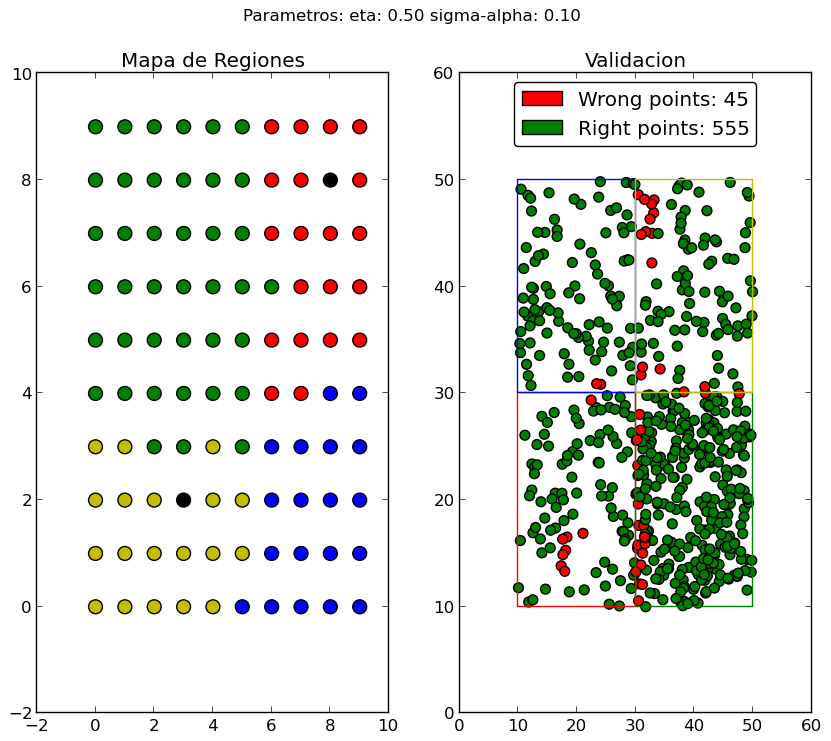 Parametros: eta: 0.50 sigma-alpha: 0.10
Mapa de Regiones
10
8
6
4
2
0
−2
−2 0 2 4 6 8 10
Validacion
Wrong points: 45
Right points: 555
60
50
40
30
20
10
0
0 10 20 30 40 50 60